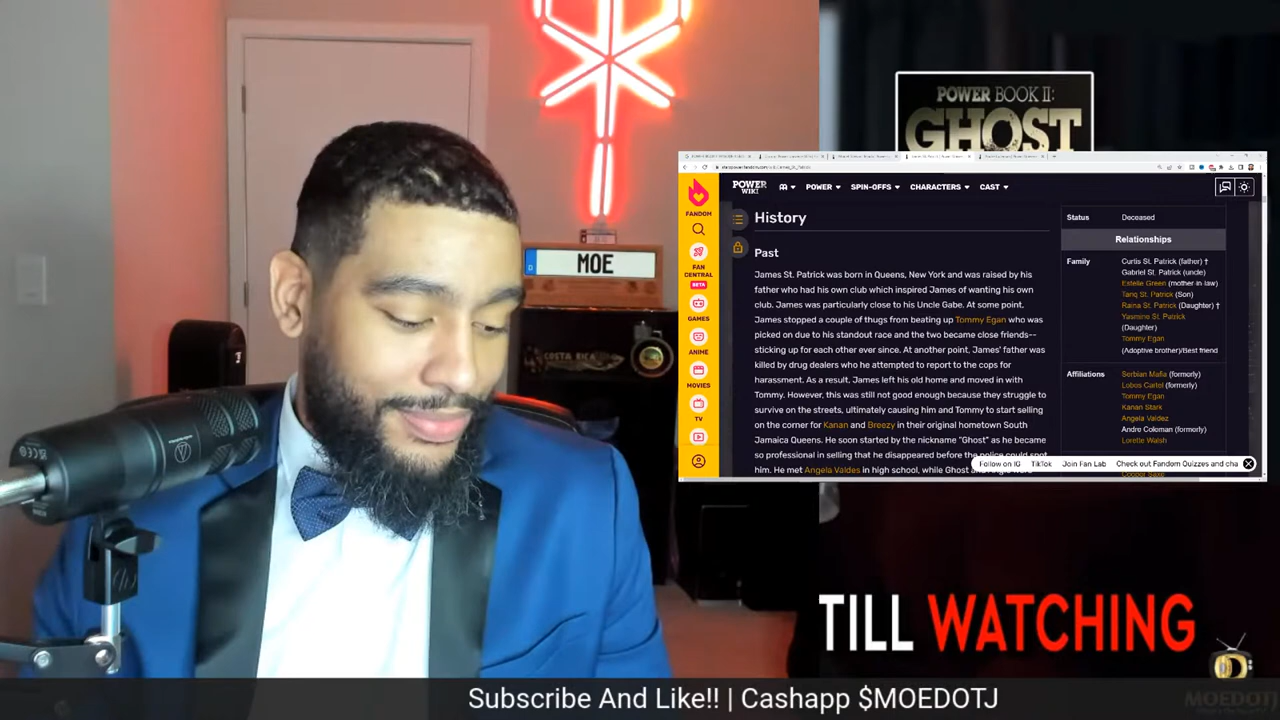 MOE
COSTA RICA
POWER BOOK II:
GHOST
POWER
WIKI
POWER
SPIN-OFFS
CHARACTERS
CAST
FANDOM
FAN
CENTRAL
BETA
GAMES
ANIME
MOVIES
TV
History
Past
James St. Patrick was born in Queens, New York and was raised by his
father who had his own club which inspired James of wanting his own
club. James was particularly close to his Uncle Gabe. At some point,
James stopped a couple of thugs from beating up Tommy Egan who was
picked on due to his standout race and the two became close friends--
sticking up for each other ever since. At another point, James' father was
killed by drug dealers who he attempted to report to the cops for
harassment. As a result, James left his old home and moved in with
Tommy. However, this was still not good enough because they struggle to
survive on the streets, ultimately causing him and Tommy to start selling
on the corner for Kanan and Breezy in their original hometown South
Jamaica Queens. He soon started by the nickname "Ghost" as he became
so professional in selling that he disappeared before the police could spot
him. He met Angela Valdes in high school, while Ghost
Status Deceased
Relationships
Family Curtis St. Patrick (father) †
Gabriel St. Patrick (uncle)
Estelle Green (mother-in law)
Tariq St. Patrick (Son)
Raina St. Patrick (Daughter) †
Yasmine St. Patrick
(Daughter)
Tommy Egan
(Adoptive brother)/Best friend
Affiliations Serbian Mafia (formerly)
Lobos Cartel (formerly)
Tommy Egan
Kanan Stark
Angela Valdez
Andre Coleman (formerly)
Lorette Walsh
Follow on IG TikTok Join Fan Lab Check out Fandom Quizzes and cha
TILL WATCHING
MOEDOTJ
Subscribe And Like!! | Cashapp $MOEDOTJ